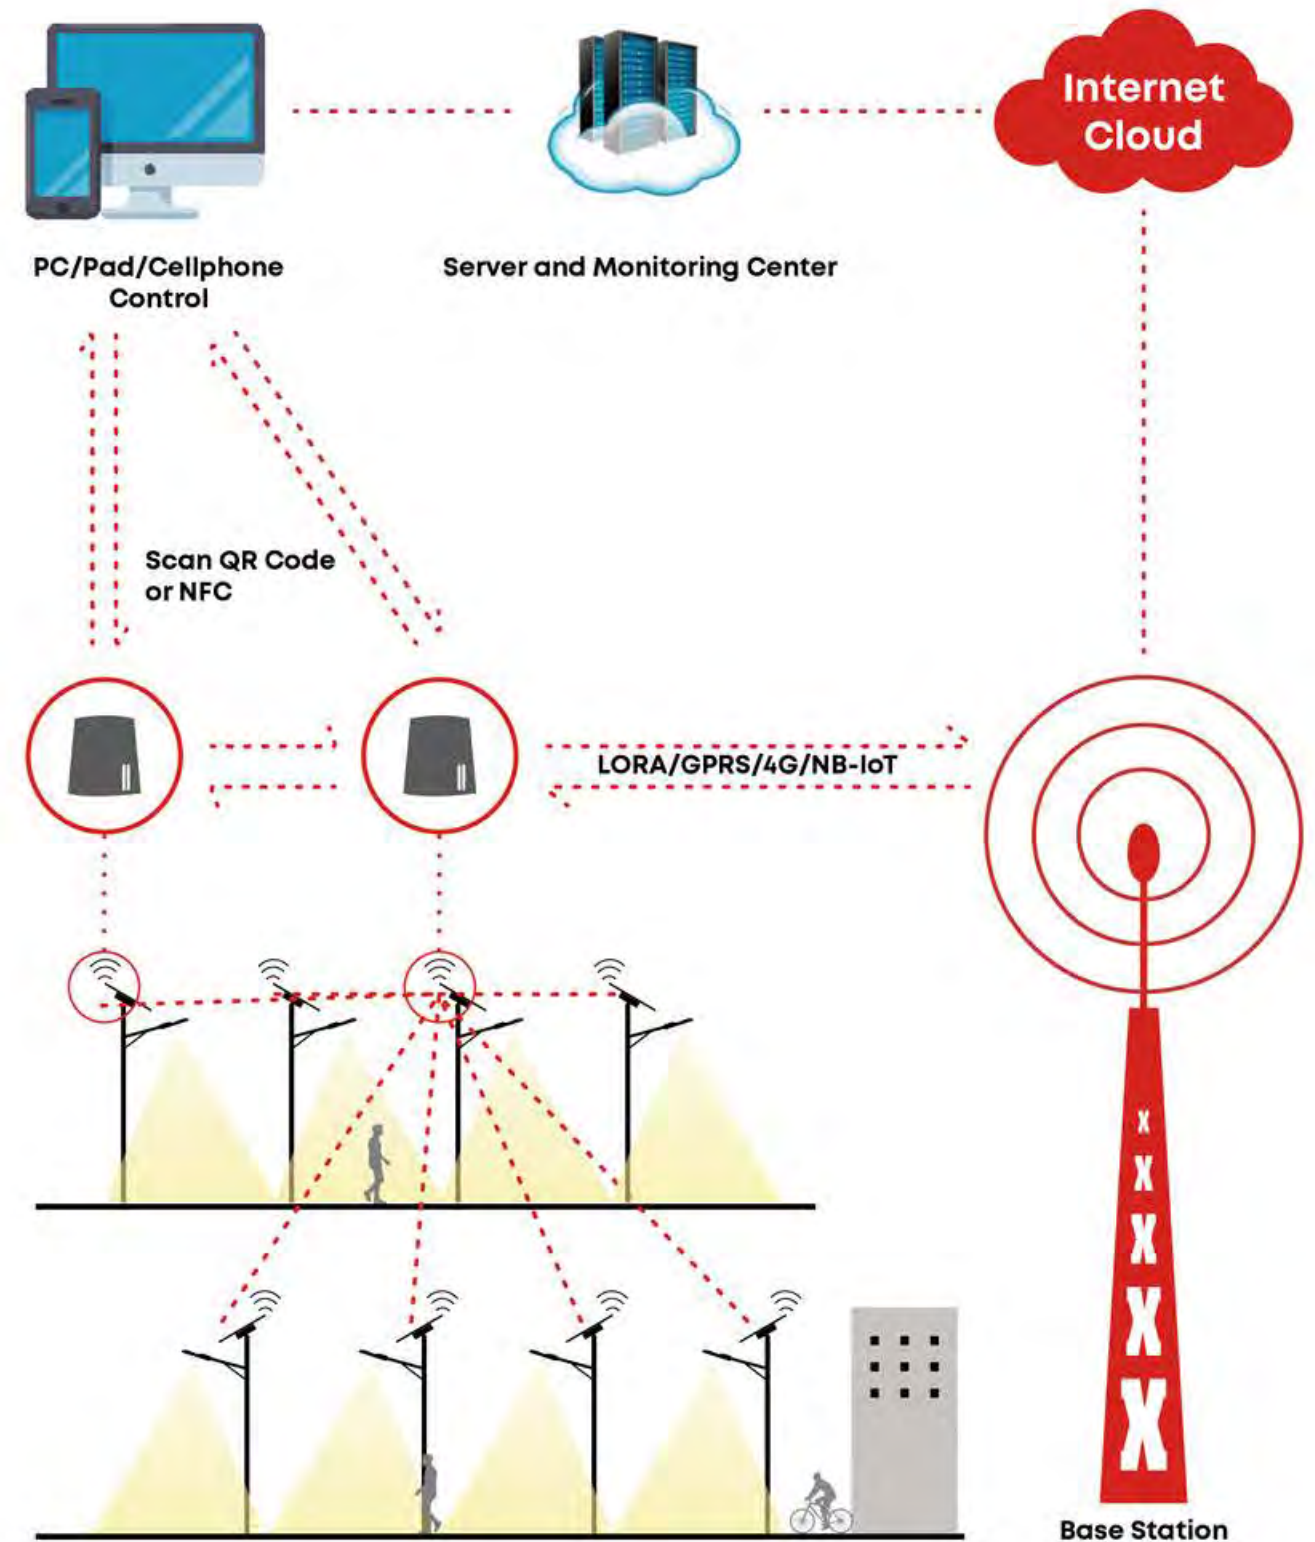 Internet
Cloud
PC/Pad/Cellphone
Control
Server and Monitoring Center
Scan QR Code
or NFC
LORA/GPRS/4G/NB-IoT
Base Station